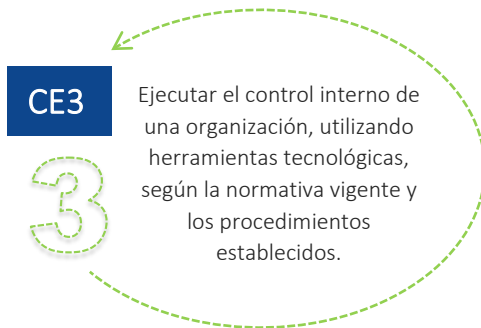 CE3
3
Ejecutar el control interno de
una organización, utilizando
herramientas tecnológicas,
según la normativa vigente y
los procedimientos
establecidos.